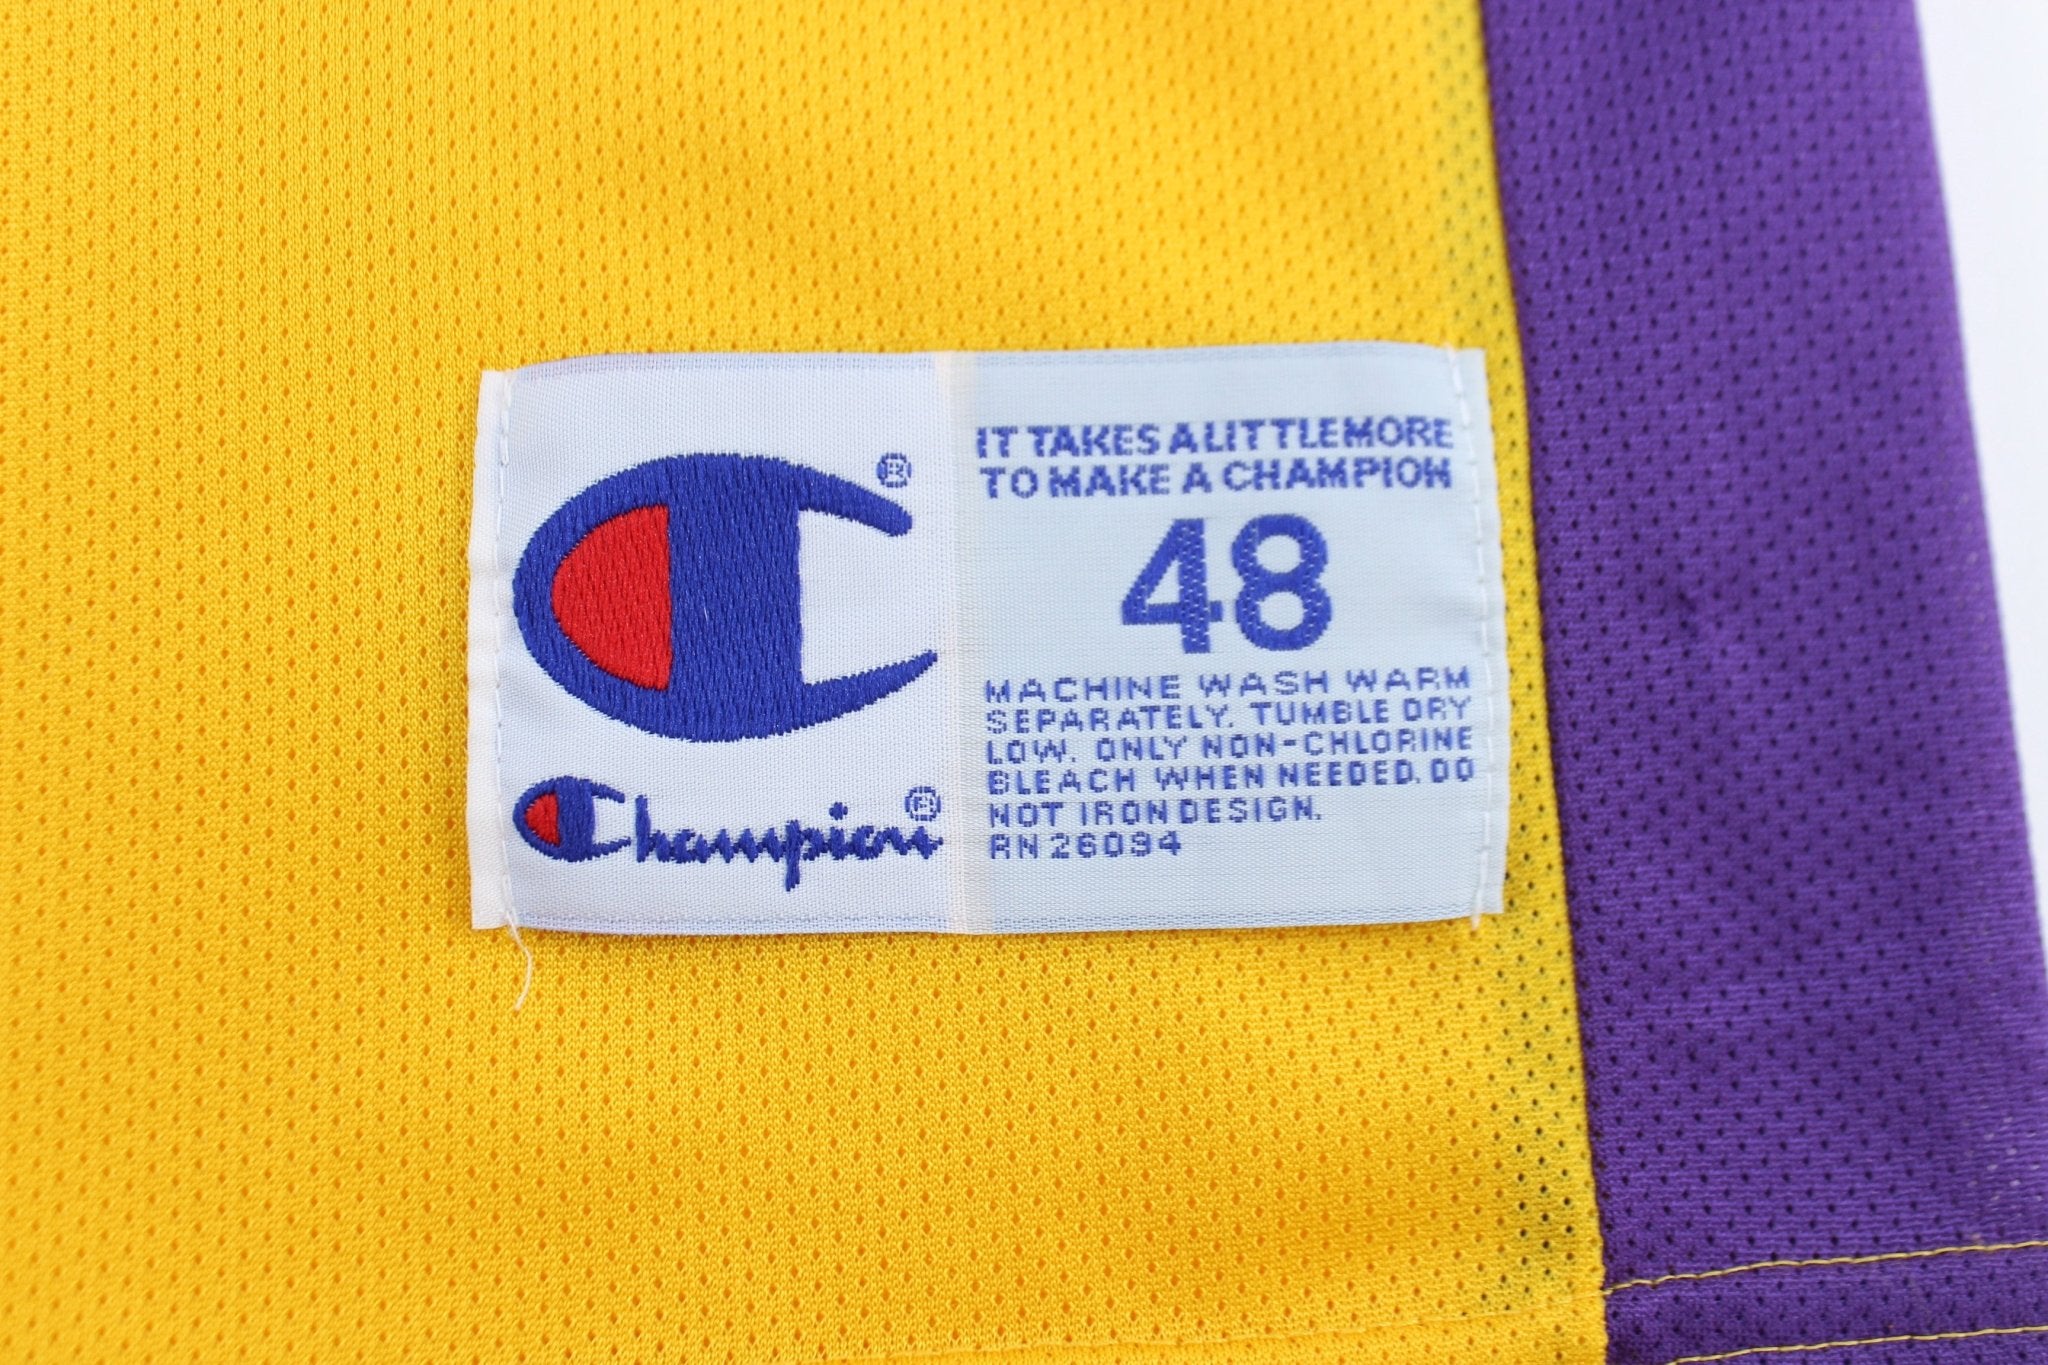 ®
Champion®
IT TAKES A LITTLE MORE
TO MAKE A CHAMPION
48
MACHINE WASH WARM
SEPARATELY. TUMBLE DRY
LOW. ONLY NON-CHLORINE
BLEACH WHEN NEEDED. DO
NOT IRON DESIGN.
RN 26094